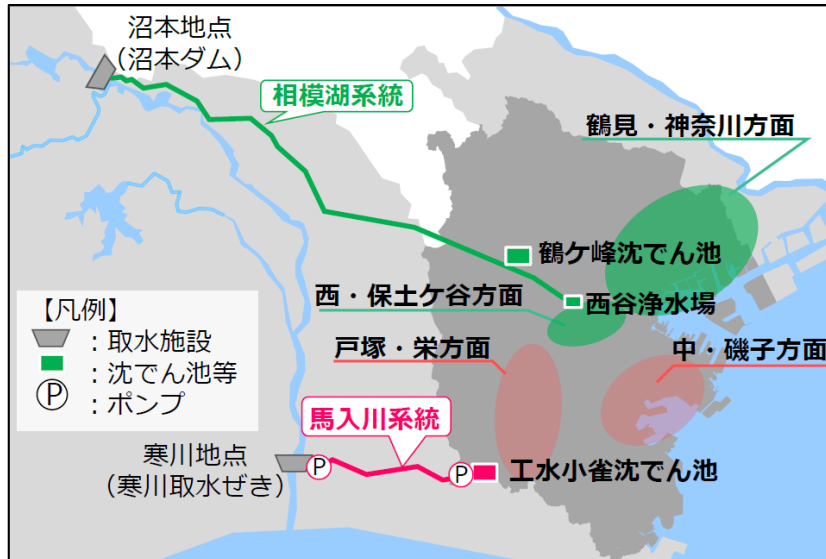 沼本地点
（沼本ダム）
相模湖系統
鶴見・神奈川方面
鶴ケ峰沈でん池
西・保土ケ谷方面
西谷浄水場
【凡例】
：取水施設
：沈でん池等
Ⓟ：ポンプ
戸塚・栄方面
中・磯子方面
馬入川系統
寒川地点
（寒川取水ぜき）
P
P
工水小雀沈でん池